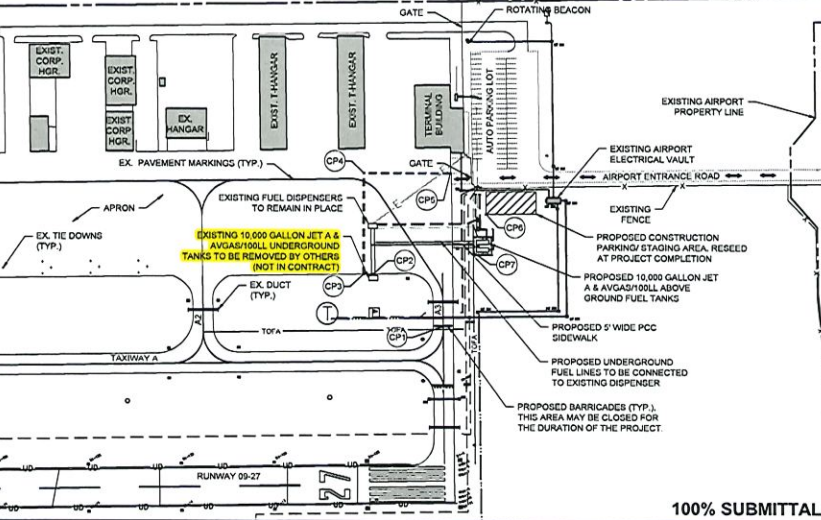 GATE
ROTATING BEACON
EXIST.
CORP.
HGR.
EXIST.
CORP.
HGR.
EXIST
CORP
HGR.
EX.
HANGAR
EXIST. T-HANGAR
EXIST. T-HANGAR
TERMINAL
BUILDING
AUTO PARKING LOT
EXISTING AIRPORT
PROPERTY LINE
EX. PAVEMENT MARKINGS (TYP.)
CP4
GATE
EXISTING AIRPORT
ELECTRICAL VAULT
AIRPORT ENTRANCE ROAD
CP5
EXISTING FUEL DISPENSERS
TO REMAIN IN PLACE
APRON
EX. TIE DOWNS
(TYP.)
EXISTING
FENCE
CP6
EXISTING 10,000 GALLON JET A &
AVGAS/100LL UNDERGROUND
TANKS TO BE REMOVED BY OTHERS
(NOT IN CONTRACT)
PROPOSED CONSTRUCTION
PARKING/ STAGING AREA. RESEED
AT PROJECT COMPLETION
CP2
CP7
CP3
PROPOSED 10,000 GALLON JET
A & AVGAS/100LL ABOVE
GROUND FUEL TANKS
EX. DUCT
(TYP.)
A2
T
A3
TOFA
TOFA
CP1
TOFA
PROPOSED 5' WIDE PCC
SIDEWALK
TAXIWAY A
PROPOSED UNDERGROUND
FUEL LINES TO BE CONNECTED
TO EXISTING DISPENSER
PROPOSED BARRICADES (TYP.).
THIS AREA MAY BE CLOSED FOR
THE DURATION OF THE PROJECT.
RUNWAY 09-27
27
100% SUBMITTAL